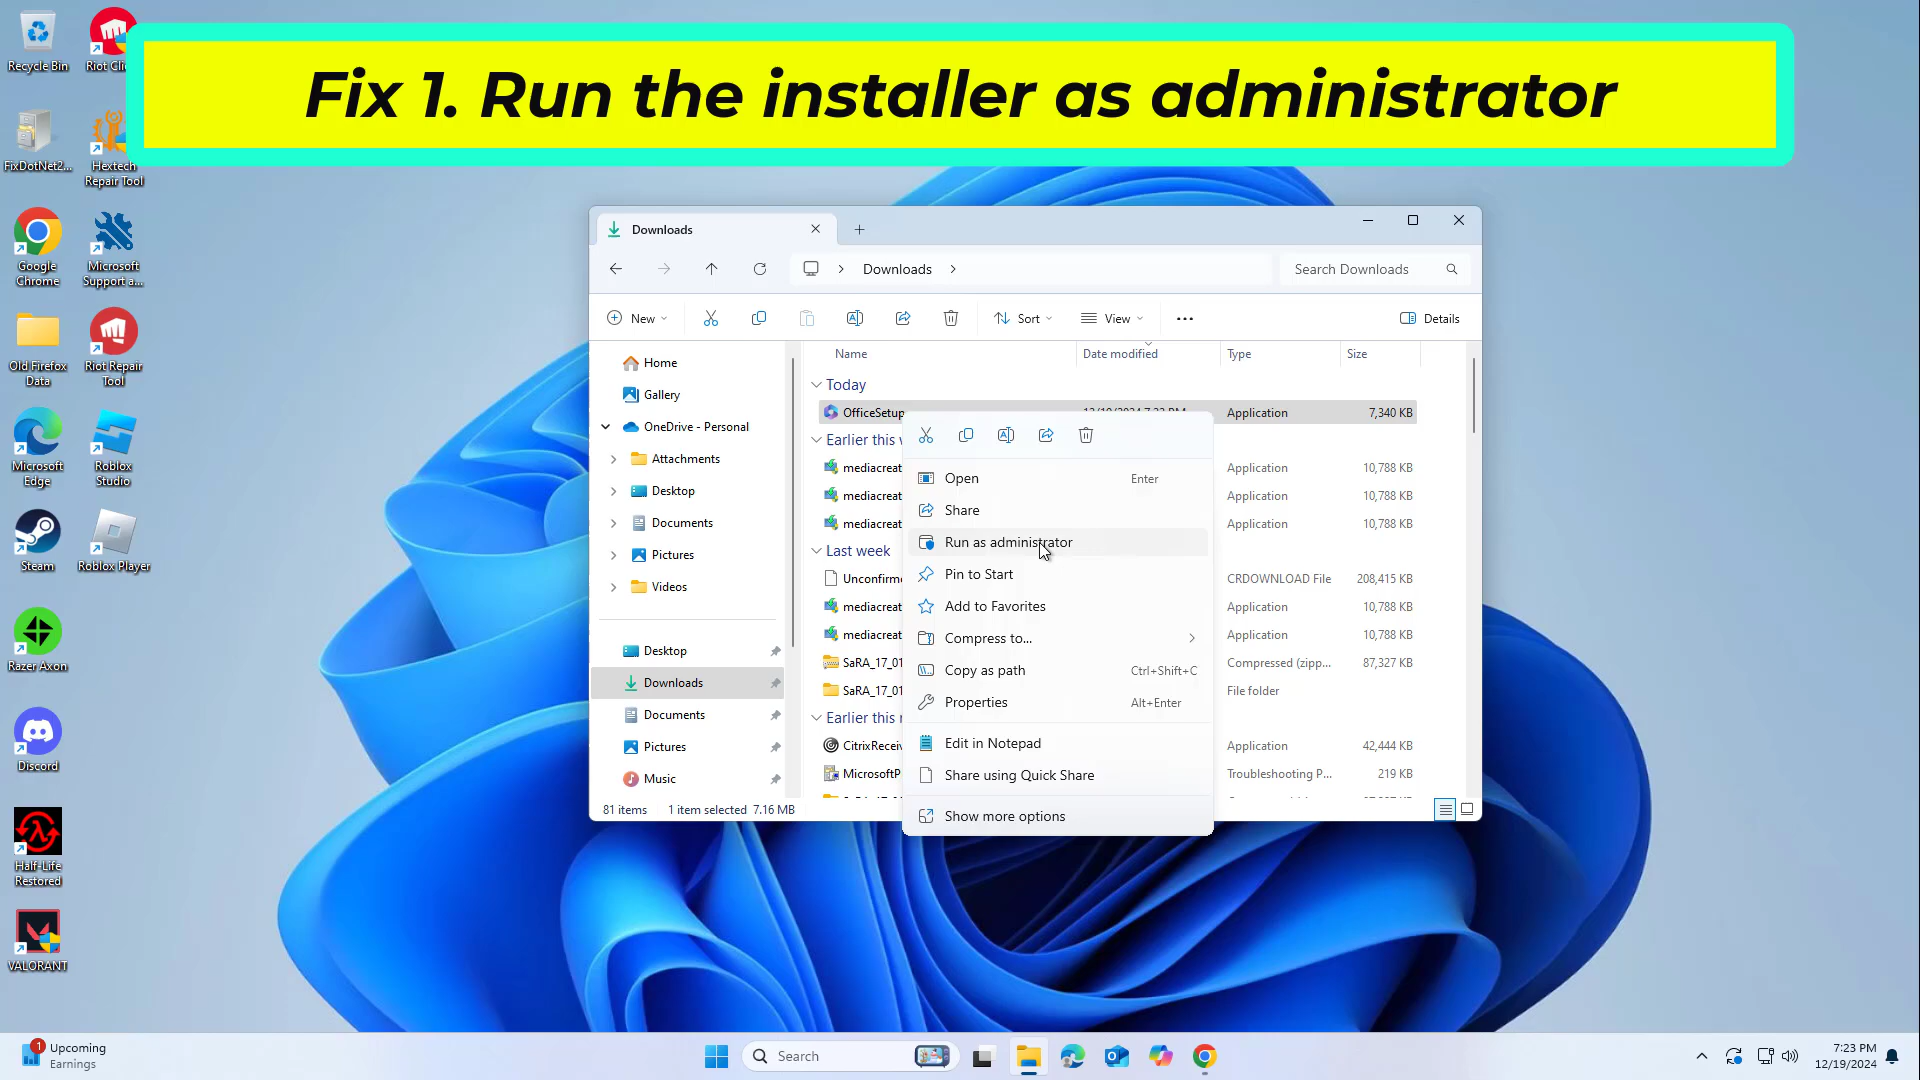 Fix 1. Run the installer as administrator
Recycle Bin
FixDotNet2...
Hextech
Repair Tool
Google
Chrome
Microsoft
Support a...
Old Firefox
Data
Riot Repair
Tool
Microsoft
Edge
Roblox
Studio
Steam
Roblox Player
Razer Axon
Discord
Half-Life
Restored
VALORANT
Downloads
Downloads
Search Downloads
New
Sort
View
Details
Home
Gallery
OneDrive - Personal
Attachments
Desktop
Documents
Pictures
Videos
Desktop
Downloads
Documents
Pictures
Music
Name
Date modified
Type
Size
Today
OfficeSetup
Application
7,340 KB
Earlier this
mediacreat
Application
10,788 KB
mediacreat
Application
10,788 KB
mediacreat
Application
10,788 KB
Last week
Unconfirm
CRDOWNLOAD File
208,415 KB
mediacreat
Application
10,788 KB
mediacreat
Application
10,788 KB
SaRA_17_01
Compressed (zipp...
87,327 KB
SaRA_17_01
File folder
Earlier this
CitrixRecei
Application
42,444 KB
MicrosoftP
Troubleshooting P...
219 KB
Open Enter
Share
Run as administrator
Pin to Start
Add to Favorites
Compress to...
Copy as path Ctrl+Shift+C
Properties Alt+Enter
Edit in Notepad
Share using Quick Share
Show more options
81 items
1 item selected 7.16 MB
1
Upcoming
Earnings
Search
7:23 PM
12/19/2024